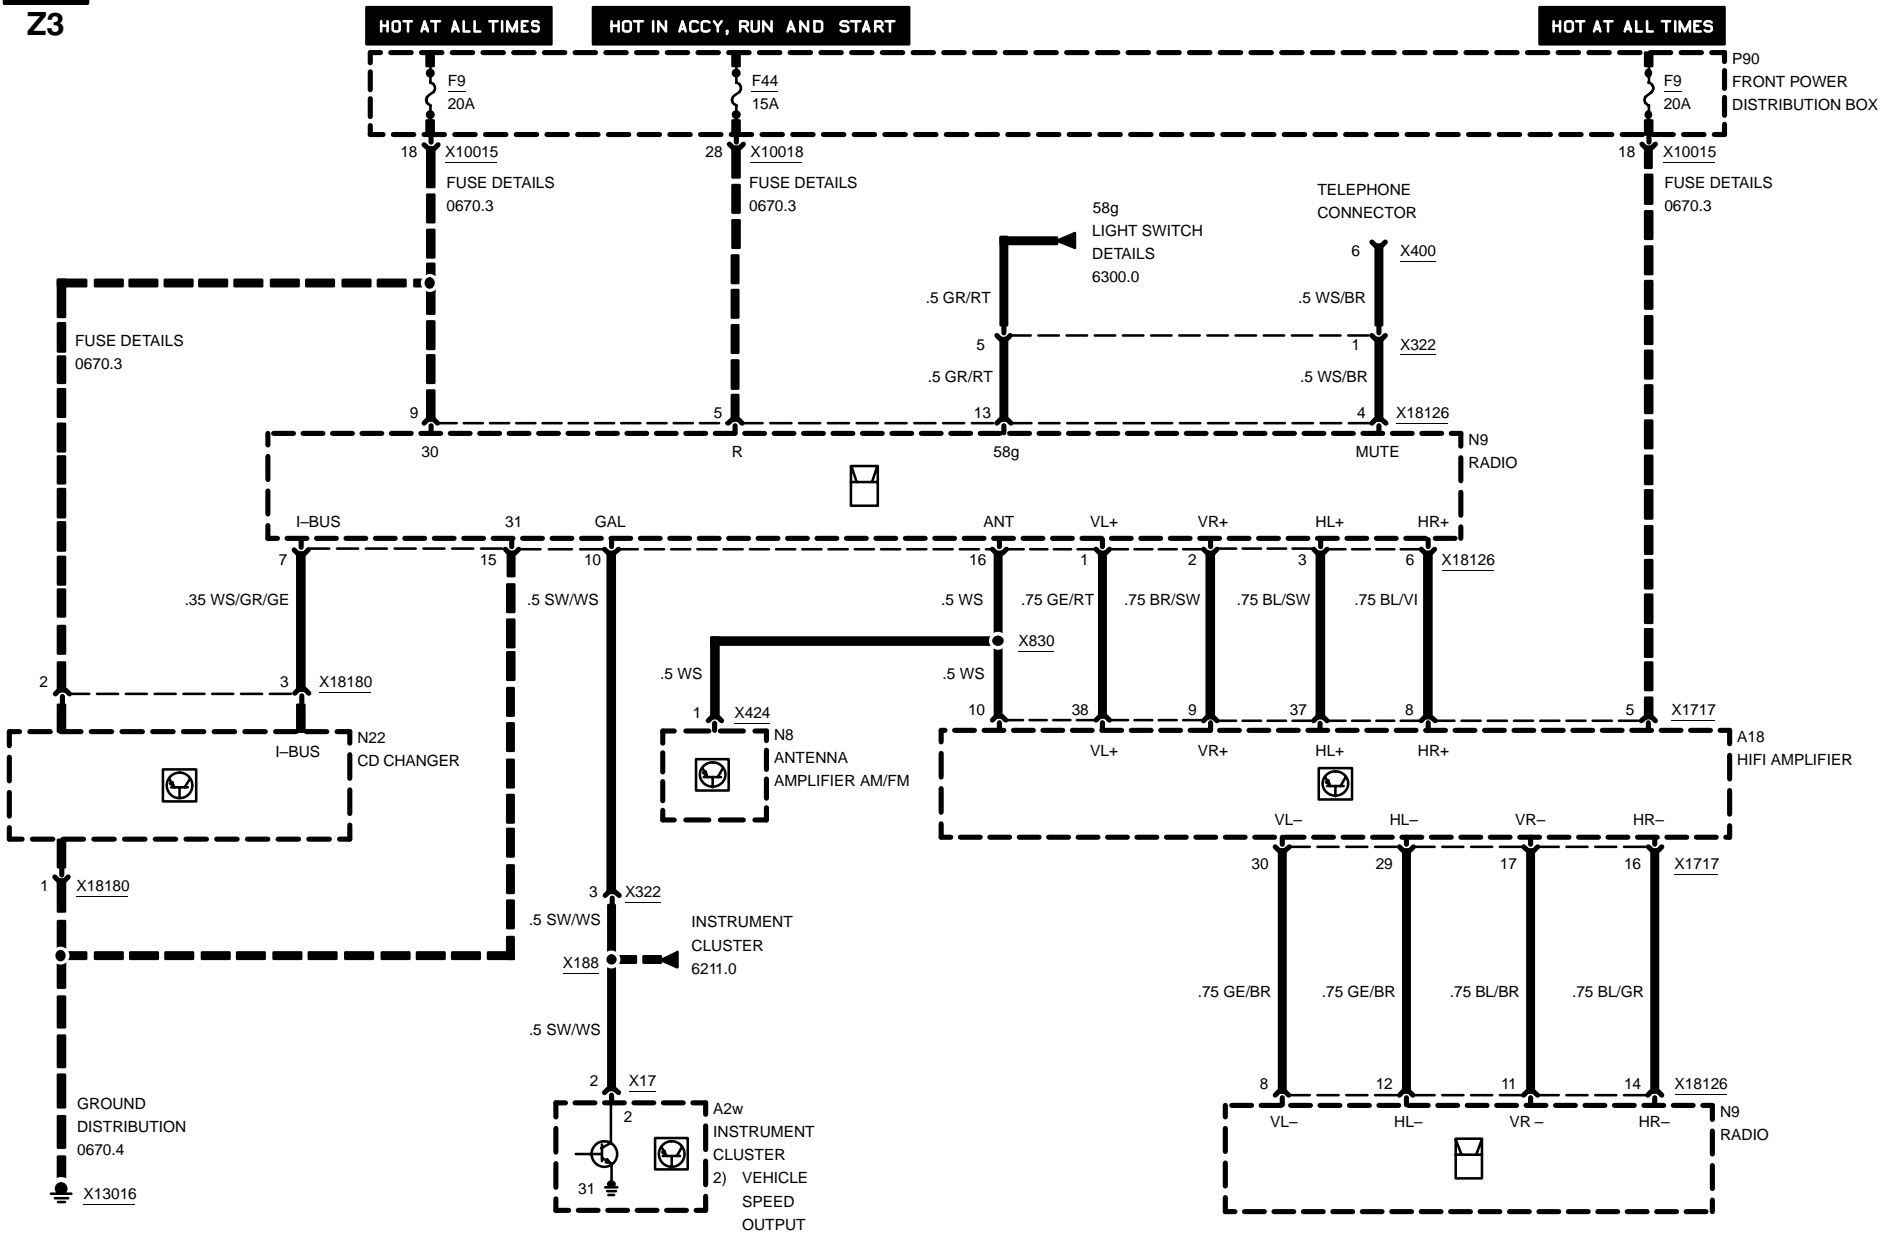 Z3
HOT AT ALL TIMES
HOT IN ACCY, RUN AND START
HOT AT ALL TIMES
F9
20A
F44
15A
F9
20A
P90
FRONT POWER
DISTRIBUTION BOX
18 X10015
28 X10018
18 X10015
FUSE DETAILS
0670.3
FUSE DETAILS
0670.3
FUSE DETAILS
0670.3
58g
LIGHT SWITCH
DETAILS
6300.0
TELEPHONE
CONNECTOR
6 X400
.5 GR/RT
.5 WS/BR
FUSE DETAILS
0670.3
5
1 X322
.5 GR/RT
.5 WS/BR
9
5
13
4 X18126
30
R
58g
MUTE
N9
RADIO
I–BUS
31
GAL
ANT
VL+
VR+
HL+
HR+
7
15
10
16
1
2
3
6 X18126
.35 WS/GR/GE
.5 SW/WS
.5 WS
.75 GE/RT
.75 BR/SW
.75 BL/SW
.75 BL/VI
X830
.5 WS
.5 WS
2
3 X18180
1 X424
10
38
9
37
8
5 X1717
I–BUS
N22
CD CHANGER
N8
ANTENNA
AMPLIFIER AM/FM
VL+
VR+
HL+
HR+
A18
HIFI AMPLIFIER
VL–
HL–
VR–
HR–
30
29
17
16 X1717
1 X18180
3 X322
.5 SW/WS
INSTRUMENT
CLUSTER
6211.0
X188
.5 SW/WS
.75 GE/BR
.75 GE/BR
.75 BL/BR
.75 BL/GR
2 X17
8
12
11
14 X18126
GROUND
DISTRIBUTION
0670.4
X13016
2
31
A2w
INSTRUMENT
CLUSTER
2) VEHICLE
SPEED
OUTPUT
VL–
HL–
VR –
HR–
N9
RADIO